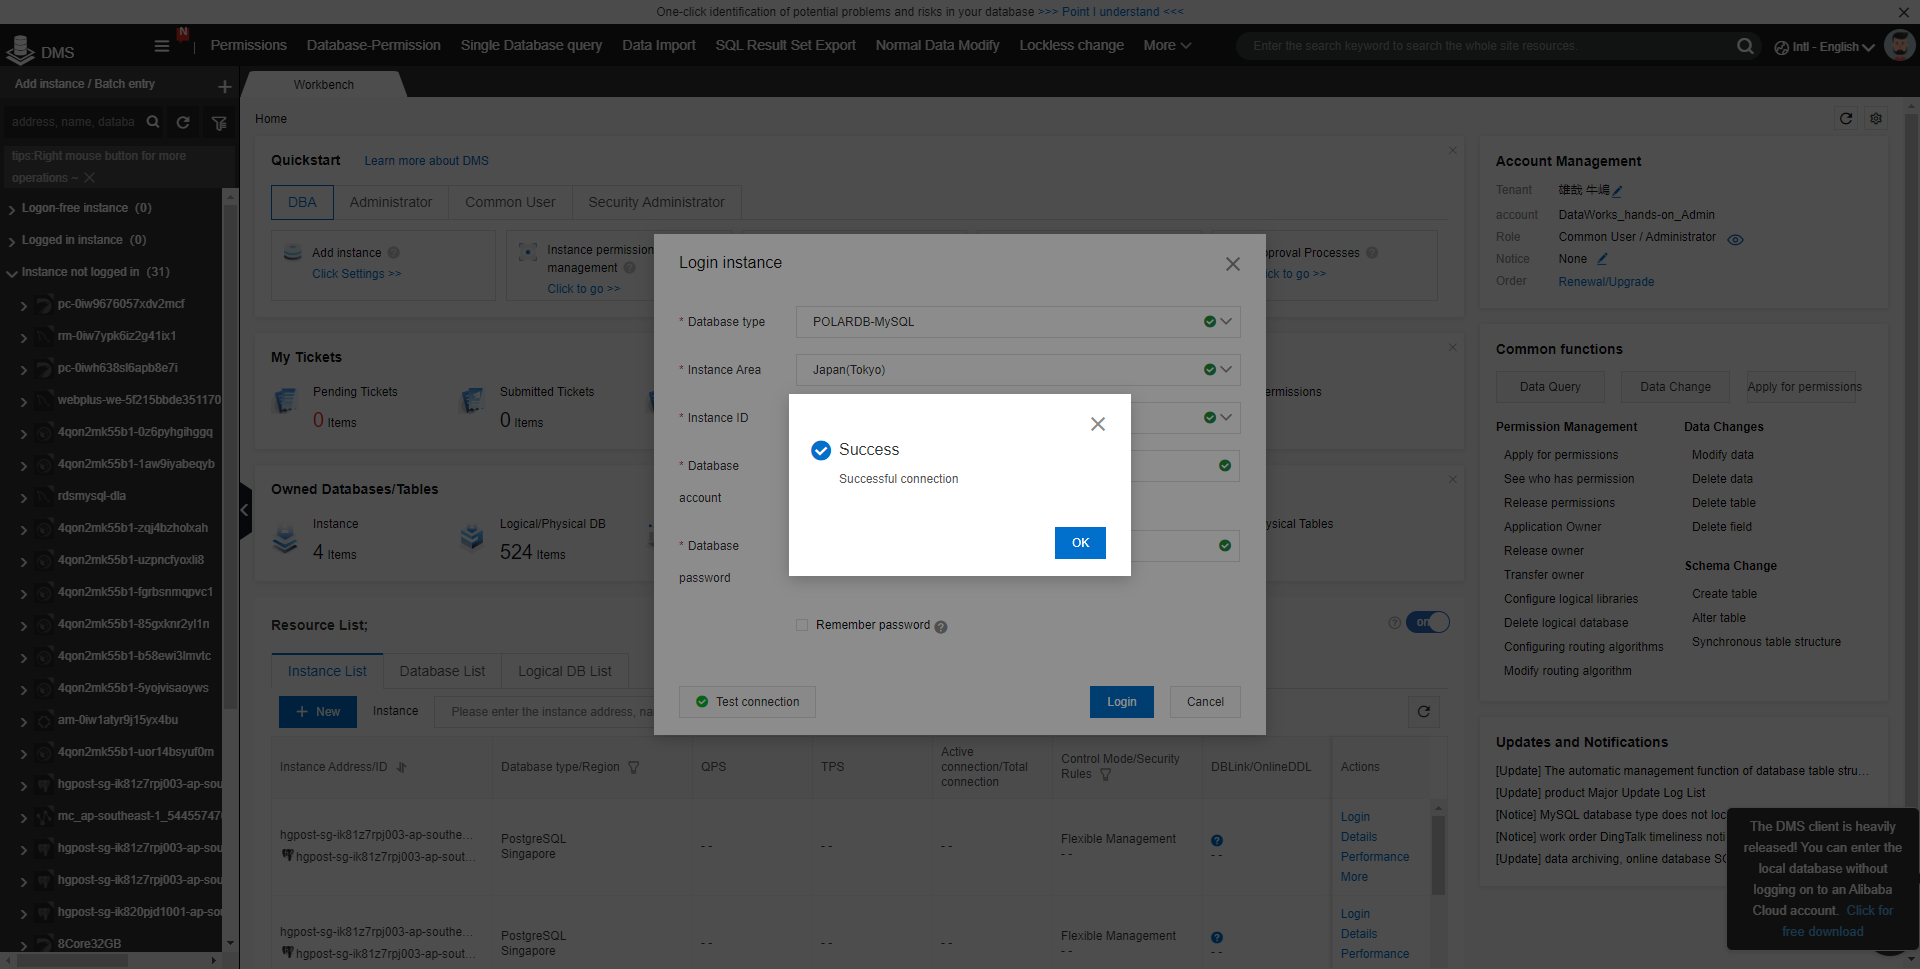 One-click identification of potential problems and risks in your database >>> Point I understand <<<
DMS
N
Permissions
Database-Permission
Single Database query
Data Import
SQL Result Set Export
Normal Data Modify
Lockless change
More
Enter the search keyword to search the whole site resources.
Intl - English
Add instance / Batch entry
Workbench
address, name, databa
tips:Right mouse button for more
operations ~
Logon-free instance (0)
Logged in instance (0)
Instance not logged in (31)
pc-0iw9676057xdv2mcf
rm-0iw7ypk6iz2g41ix1
pc-0iwh638sl6apb8e7i
webplus-we-5f215bbde351170
4qon2mk55b1-0z6pyhgihggq
4qon2mk55b1-1aw9iyabeqyb
rdsmysql-dla
4qon2mk55b1-zqj4bzholxah
4qon2mk55b1-uzpncfyoxli8
4qon2mk55b1-fgrbsnmqpvc1
4qon2mk55b1-85gxknr2yl1n
4qon2mk55b1-b58ewi3lmvtc
4qon2mk55b1-5yojvisaoyws
am-0iw1alyr9j15yx4bu
4qon2mk55b1-uor14bsyuf0m
hgpost-sg-ik81z7rpj003-ap-sou
mc_ap-southeast-1_54455747
hgpost-sg-ik81z7rpj003-ap-sou
hgpost-sg-ik81z7rpj003-ap-sou
hgpost-sg-ik820pjd1001-ap-sou
8Core32GB
Home
Quickstart
Learn more about DMS
DBA
Administrator
Common User
Security Administrator
Add instance
Click Settings >>
Instance permission
management
Click to go >>
pproval Processes
ick to go >>
My Tickets
Pending Tickets
0 Items
Submitted Tickets
0 Items
ermissions
Owned Databases/Tables
Instance
4 Items
Logical/Physical DB
524 Items
ysical Tables
Resource List;
on
Instance List
Database List
Logical DB List
+ New
Instance
Please enter the instance address, na
Instance Address/ID
Database type/Region
QPS
TPS
Active
connection/Total
connection
Control Mode/Security
Rules
DBLink/OnlineDDL
Actions
hgpost-sg-ik81z7rpj003-ap-southe...
hgpost-sg-ik81z7rpj003-ap-sout...
PostgreSQL
Singapore
- -
- -
- -
Flexible Management
- -
- -
Login
Details
Performance
More
hgpost-sg-ik81z7rpj003-ap-southe...
hgpost-sg-ik81z7rpj003-ap-sout...
PostgreSQL
Singapore
- -
- -
- -
Flexible Management
- -
- -
Login
Details
Performance
Login instance
* Database type
POLARDB-MySQL
* Instance Area
Japan(Tokyo)
* Instance ID
* Database
account
* Database
password
Remember password
Test connection
Login
Cancel
Success
Successful connection
OK
Account Management
Tenant
雄哉 牛嶋
account
DataWorks_hands-on_Admin
Role
Common User / Administrator
Notice
None
Order
Renewal/Upgrade
Common functions
Data Query
Data Change
Apply for permissions
Permission Management
Apply for permissions
See who has permission
Release permissions
Application Owner
Release owner
Transfer owner
Configure logical libraries
Delete logical database
Configuring routing algorithms
Modify routing algorithm
Data Changes
Modify data
Delete data
Delete table
Delete field
Schema Change
Create table
Alter table
Synchronous table structure
Updates and Notifications
[Update] The automatic management function of database table stru...
[Update] product Major Update Log List
[Notice] MySQL database type does not loc
[Notice] work order DingTalk timeliness noti
[Update] data archiving, online database SQ
The DMS client is heavily
released! You can enter the
local database without
logging on to an Alibaba
Cloud account. Click for
free download